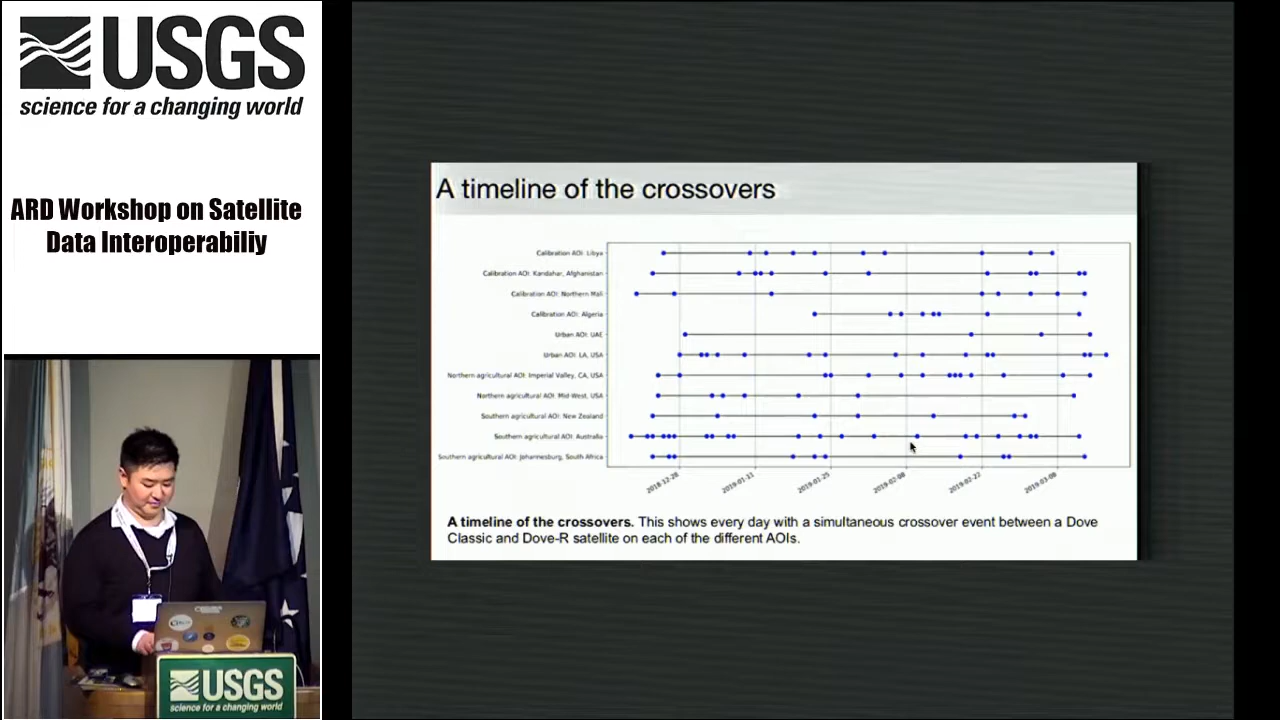 USGS
science for a changing world
ARD Workshop on Satellite
Data Interoperabiliy
A timeline of the crossovers
Calibration AOI: Libya
Calibration AOI: Kandahar, Afghanistan
Calibration AOI: Northern Mali
Calibration AOI: Algeria
Urban AOI: UAE
Urban AOI: LA, USA
Northern agricultural AOI: Imperial Valley, CA, USA
Northern agricultural AOI: Mid-West, USA
Southern agricultural AOI: New Zealand
Southern agricultural AOI: Australia
Southern agricultural AOI: Johannesburg, South Africa
2018-12-28
2019-01-11
2019-01-25
2019-02-08
2019-02-22
2019-03-08
A timeline of the crossovers. This shows every day with a simultaneous crossover event between a Dove
Classic and Dove-R satellite on each of the different AOIs.
USGS
science for a changing world